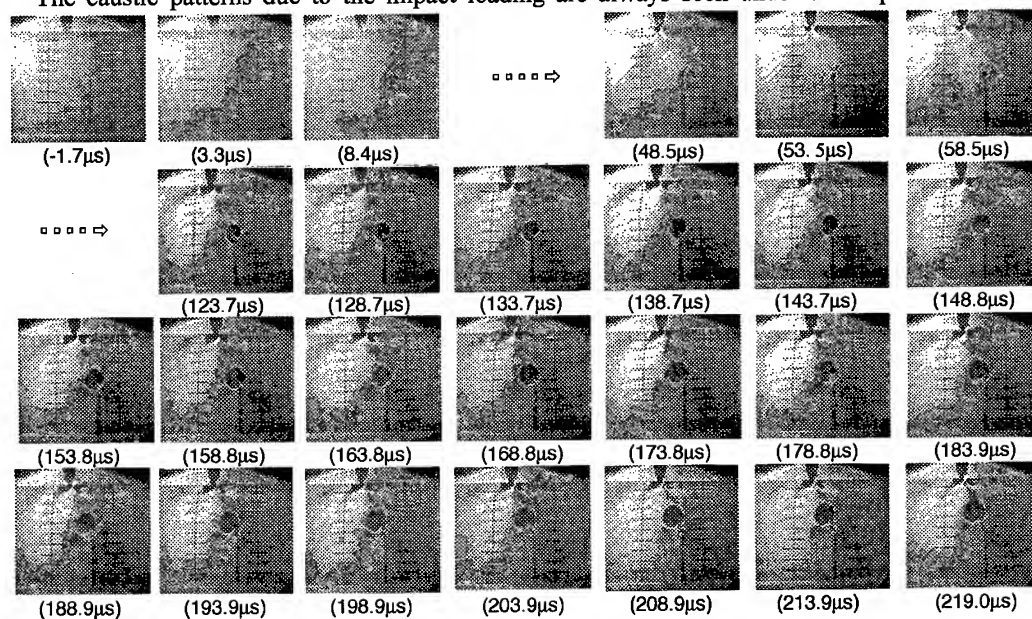 The caustic patterns due to the impact loading are always seen
(-1.7μs) (3.3μs) (8.4μs) (48.5μs) (53.5μs) (58.5μs)
(123.7μs) (128.7μs) (133.7μs) (138.7μs) (143.7μs) (148.8μs)
(153.8μs) (158.8μs) (163.8μs) (168.8μs) (173.8μs) (178.8μs) (183.9μs)
(188.9μs) (193.9μs) (198.9μs) (203.9μs) (208.9μs) (213.9μs) (219.0μs)